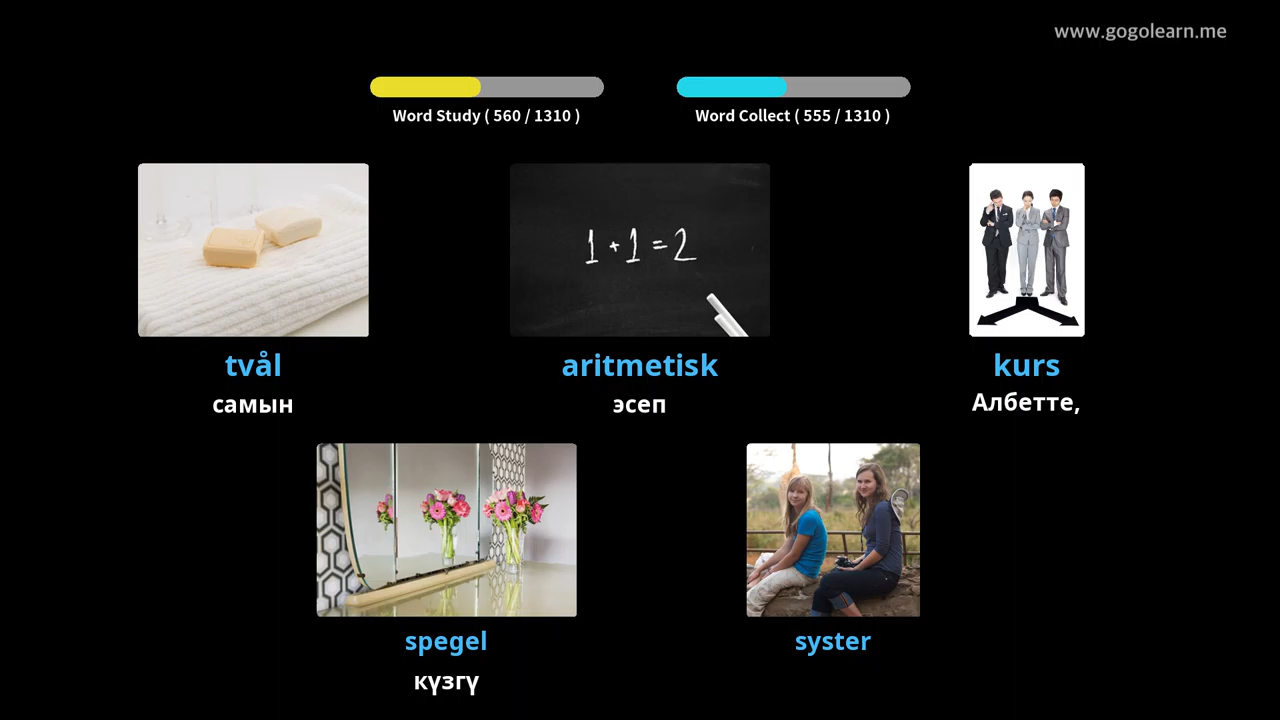 www.gogolearn.me
Word Study ( 560 / 1310 )
Word Collect ( 555 / 1310 )
1 + 1 = 2
tvål
aritmetisk
kurs
самын
эсеп
Албетте,
spegel
syster
күзгү